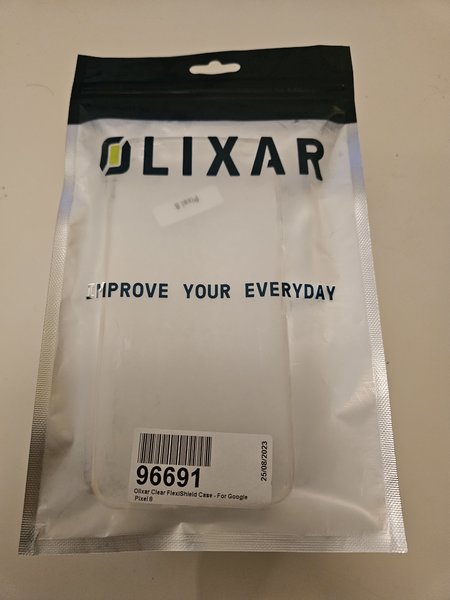 OLIXAR
Pixel 8
IMPROVE YOUR EVERYDAY
96691
25/08/2023
Olixar Clear FlexiShield Case - For Google
Pixel 8